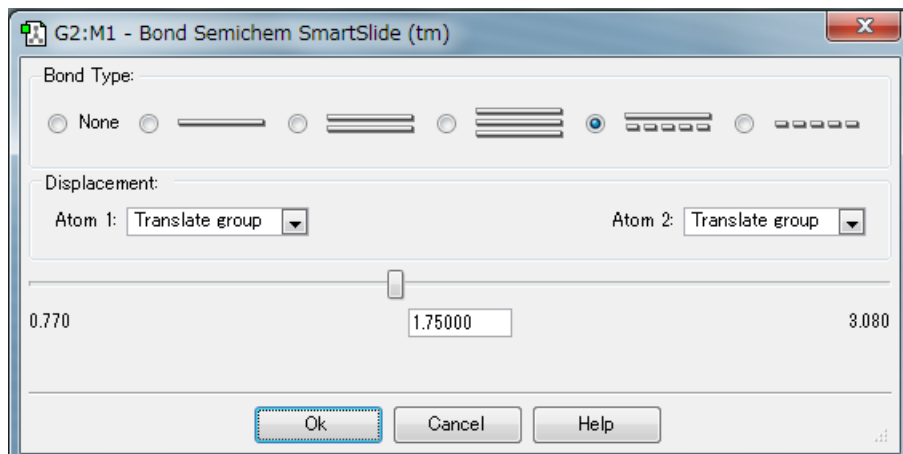 G2:M1 - Bond Semichem SmartSlide (tm)
Bond Type:
None
Displacement:
Atom 1: Translate group
Atom 2: Translate group
0.770
1.75000
3.080
Ok
Cancel
Help